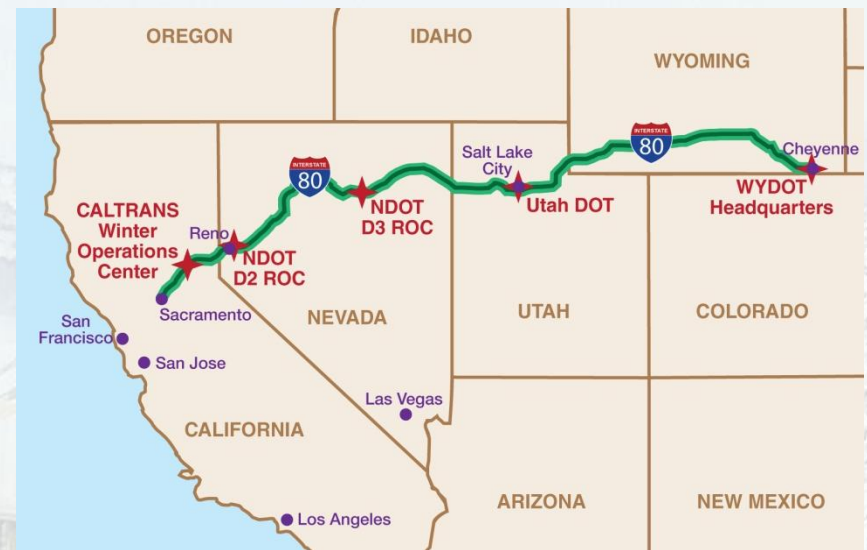 OREGON
IDAHO
WYOMING
INTERSTATE
80
Cheyenne
Salt Lake
City
INTERSTATE
80
WYDOT
Headquarters
Utah DOT
NDOT
D3 ROC
CALTRANS
Winter
Operations
Center
Reno
NDOT
D2 ROC
Sacramento
NEVADA
UTAH
COLORADO
San
Francisco
San Jose
Las Vegas
CALIFORNIA
ARIZONA
NEW MEXICO
Los Angeles